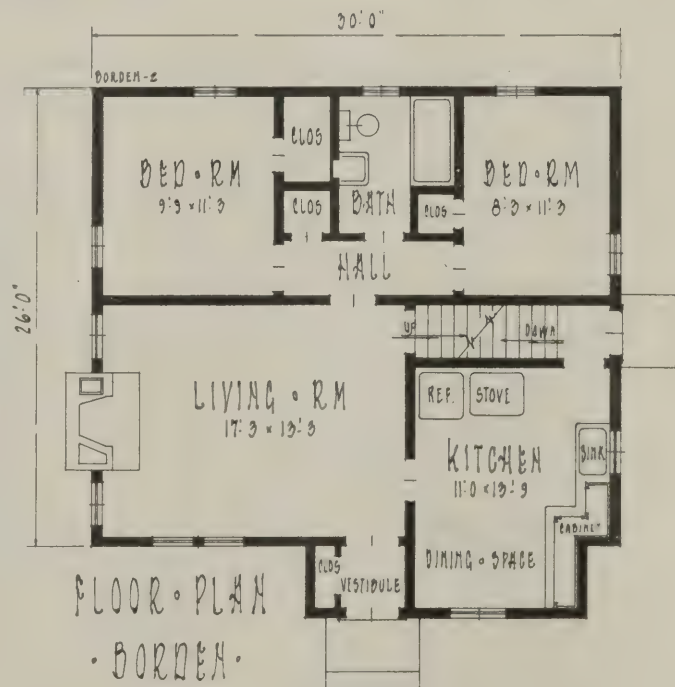 30'0"
BORDEN-2
CLOS
BED•RM
9'9 x 11'3
BATH
BED•RM
8'3 x 11'3
CLOS
CLOS
HALL
26'0"
UP
DOWN
LIVING•RM
17'3 x 13'3
REF.
STOVE
KITCHEN
11'0 x 13'9
SINK
CABINET
DINING•SPACE
CLOS
VESTIBULE
FLOOR•PLAN
•BORDEN•